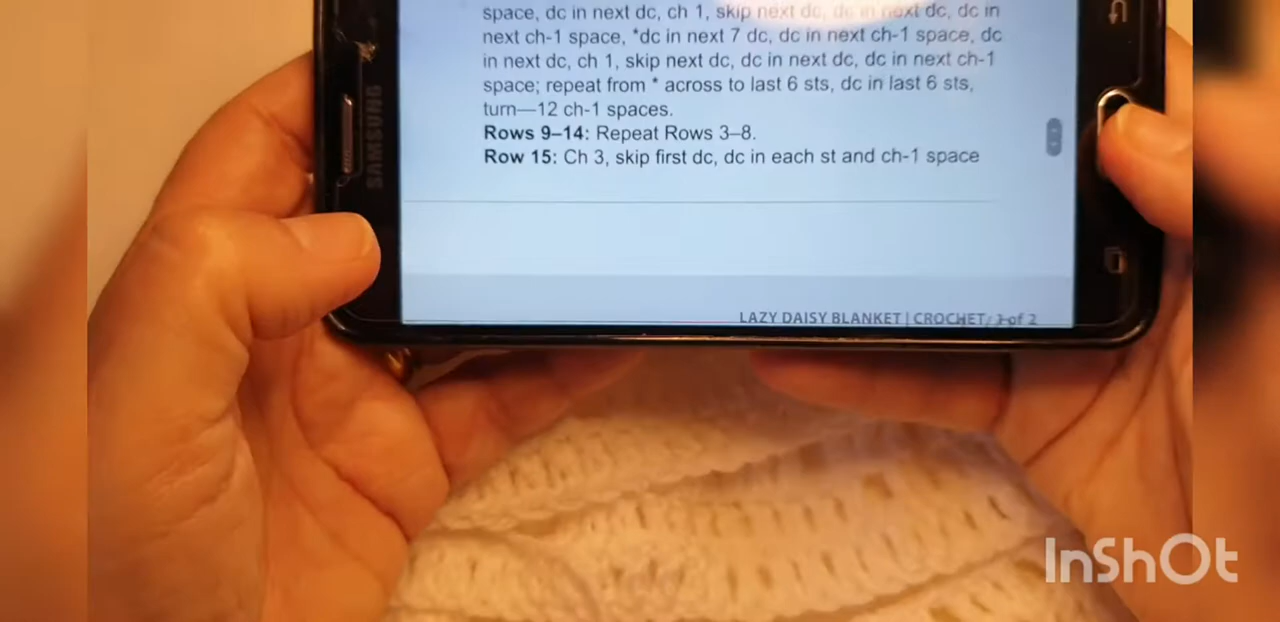 space, dc in next dc, ch 1, skip next dc, dc in next dc, dc in
next ch-1 space, *dc in next 7 dc, dc in next ch-1 space, dc
in next dc, ch 1, skip next dc, dc in next dc, dc in next ch-1
space; repeat from * across to last 6 sts, dc in last 6 sts,
turn—12 ch-1 spaces.
Rows 9–14: Repeat Rows 3–8.
Row 15: Ch 3, skip first dc, dc in each st and ch-1 space
LAZY DAISY BLANKET | CROCHET 1 of 2
SAMSUNG
InShOt